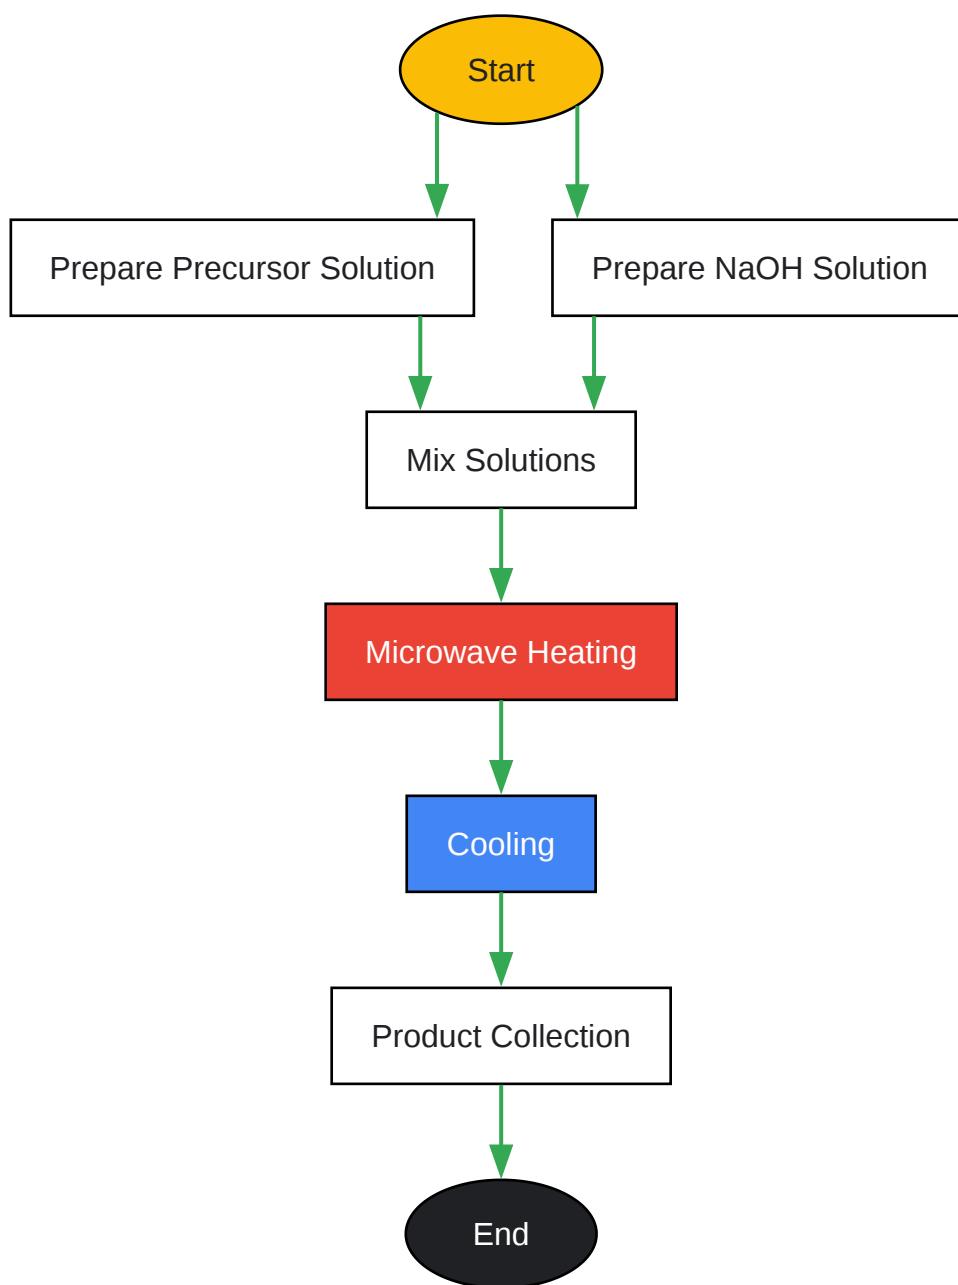 Start
Prepare Precursor Solution
Prepare NaOH Solution
Mix Solutions
Microwave Heating
Cooling
Product Collection
End